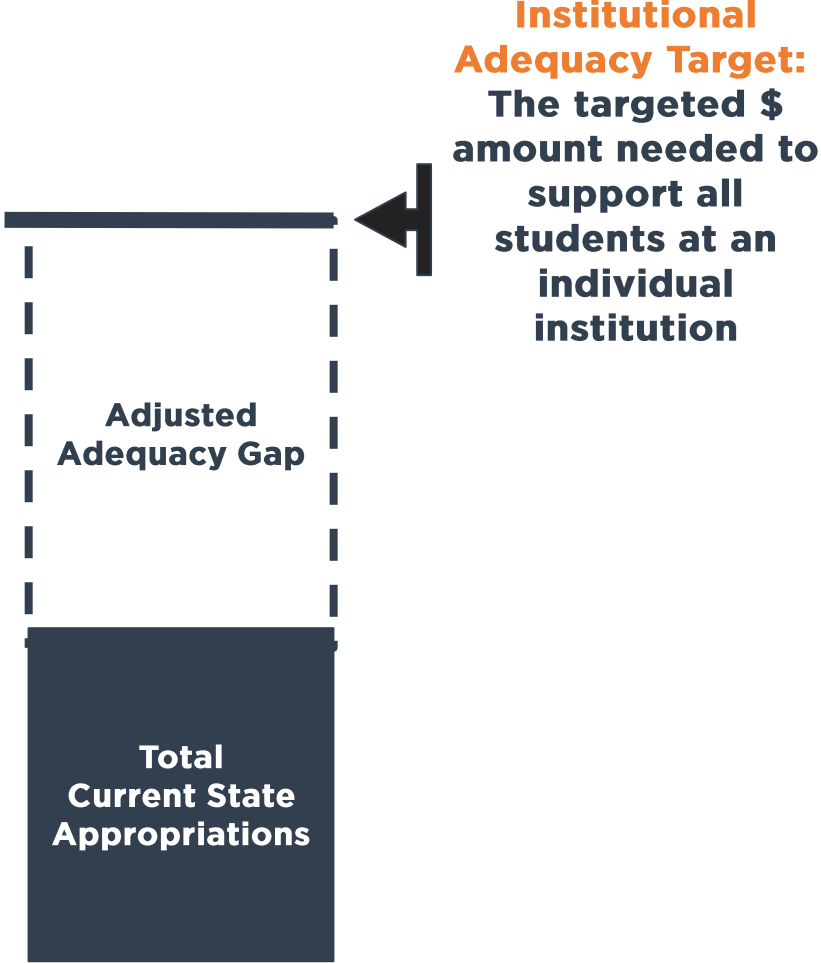 Institutional
Adequacy Target:
The targeted $
amount needed to
support all
students at an
individual
institution
Adjusted
Adequacy Gap
Total
Current State
Appropriations